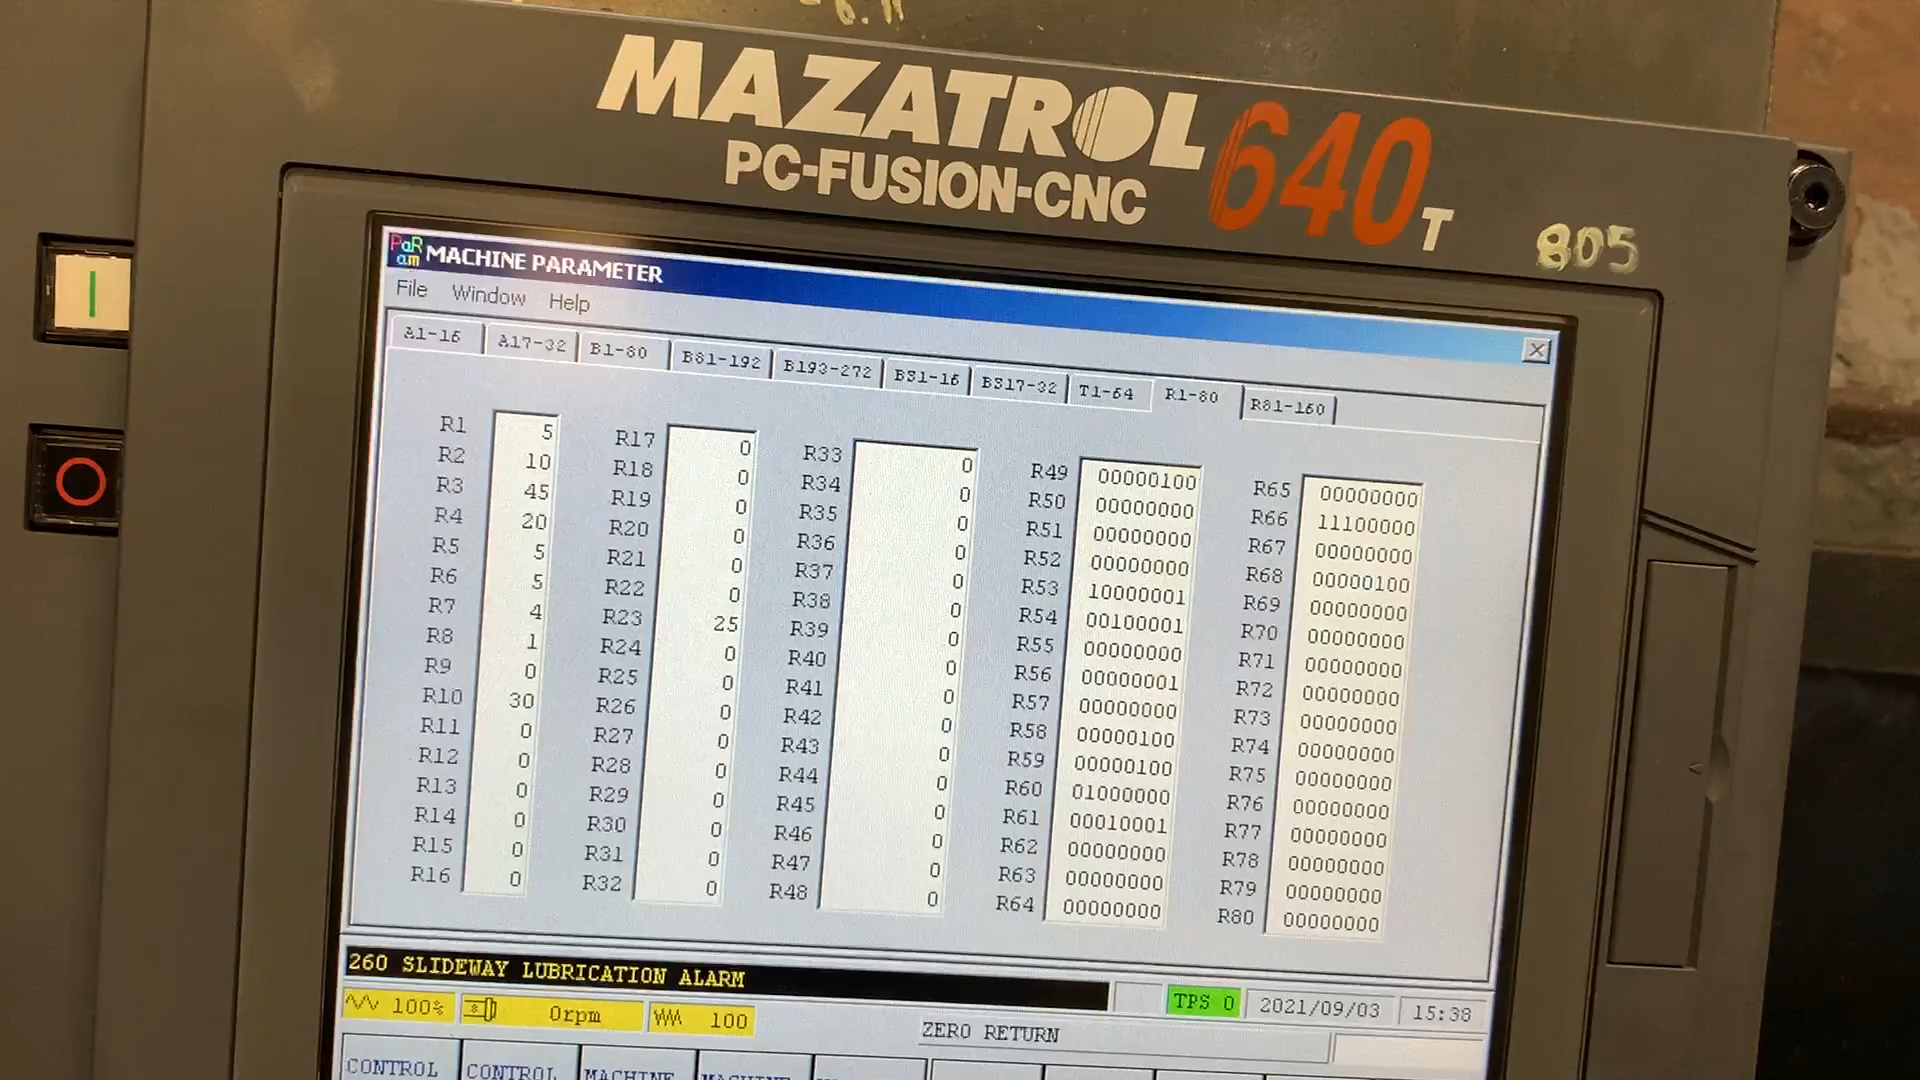 MAZATROL 640 T
PC-FUSION-CNC
805
PaRam MACHINE PARAMETER
File Window Help
A1-16 A17-32 B1-80 B81-192 B193-272 BS1-16 BS17-32 T1-64 R1-80 R81-160
R1 5 R17 0 R33 0 R49 00000100 R65 00000000
R2 10 R18 0 R34 0 R50 00000000 R66 11100000
R3 45 R19 0 R35 0 R51 00000000 R67 00000000
R4 20 R20 0 R36 0 R52 00000000 R68 00000100
R5 5 R21 0 R37 0 R53 10000001 R69 00000000
R6 5 R22 0 R38 0 R54 00100001 R70 00000000
R7 4 R23 25 R39 0 R55 00000000 R71 00000000
R8 1 R24 0 R40 0 R56 00000001 R72 00000000
R9 0 R25 0 R41 0 R57 00000000 R73 00000000
R10 30 R26 0 R42 0 R58 00000100 R74 00000000
R11 0 R27 0 R43 0 R59 00000100 R75 00000000
R12 0 R28 0 R44 0 R60 01000000 R76 00000000
R13 0 R29 0 R45 0 R61 00010001 R77 00000000
R14 0 R30 0 R46 0 R62 00000000 R78 00000000
R15 0 R31 0 R47 0 R63 00000000 R79 00000000
R16 0 R32 0 R48 0 R64 00000000 R80 00000000
260 SLIDEWAY LUBRICATION ALARM
100% 0rpm 100 TPS 0 2021/09/03 15:38
ZERO RETURN
CONTROL CONTROL MACHINE MACHINE